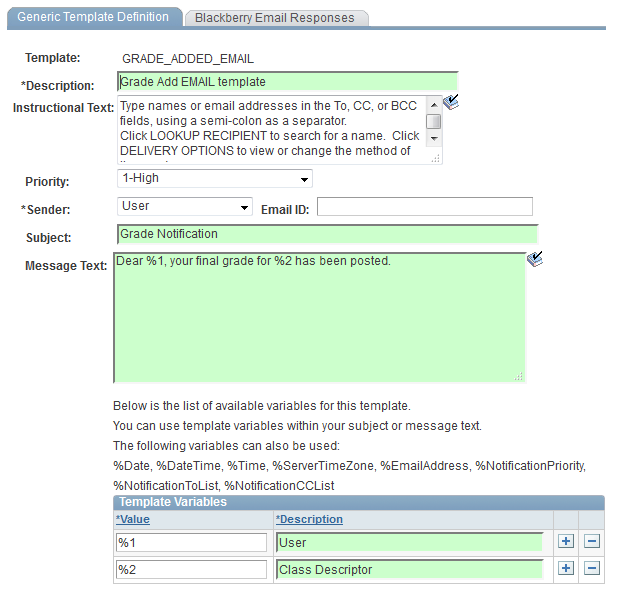 Generic Template Definition
Blackberry Email Responses
Template: GRADE_ADDED_EMAIL
*Description: Grade Add EMAIL template
Instructional Text: Type names or email addresses in the To, CC, or BCC
fields, using a semi-colon as a separator.
Click LOOKUP RECIPIENT to search for a name. Click
DELIVERY OPTIONS to view or change the method of
Priority: 1-High
*Sender: User Email ID:
Subject: Grade Notification
Message Text: Dear %1, your final grade for %2 has been posted.
Below is the list of available variables for this template.
You can use template variables within your subject or message text.
The following variables can also be used:
%Date, %DateTime, %Time, %ServerTimeZone, %EmailAddress, %NotificationPriority,
%NotificationToList, %NotificationCCList
Template Variables
*Value *Description
%1 User
%2 Class Descriptor